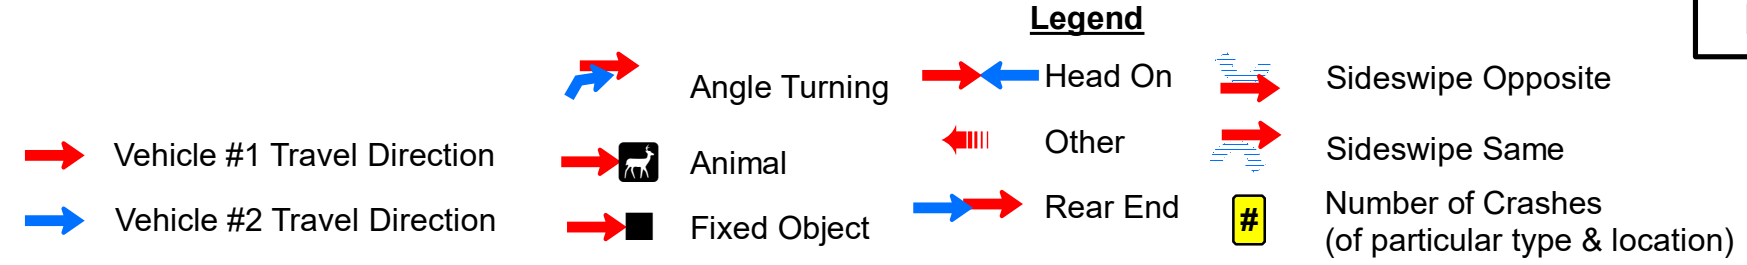 Legend
Angle Turning
Head On
Sideswipe Opposite
Vehicle #1 Travel Direction
Animal
Other
Sideswipe Same
Vehicle #2 Travel Direction
Fixed Object
Rear End
#
Number of Crashes
(of particular type & location)